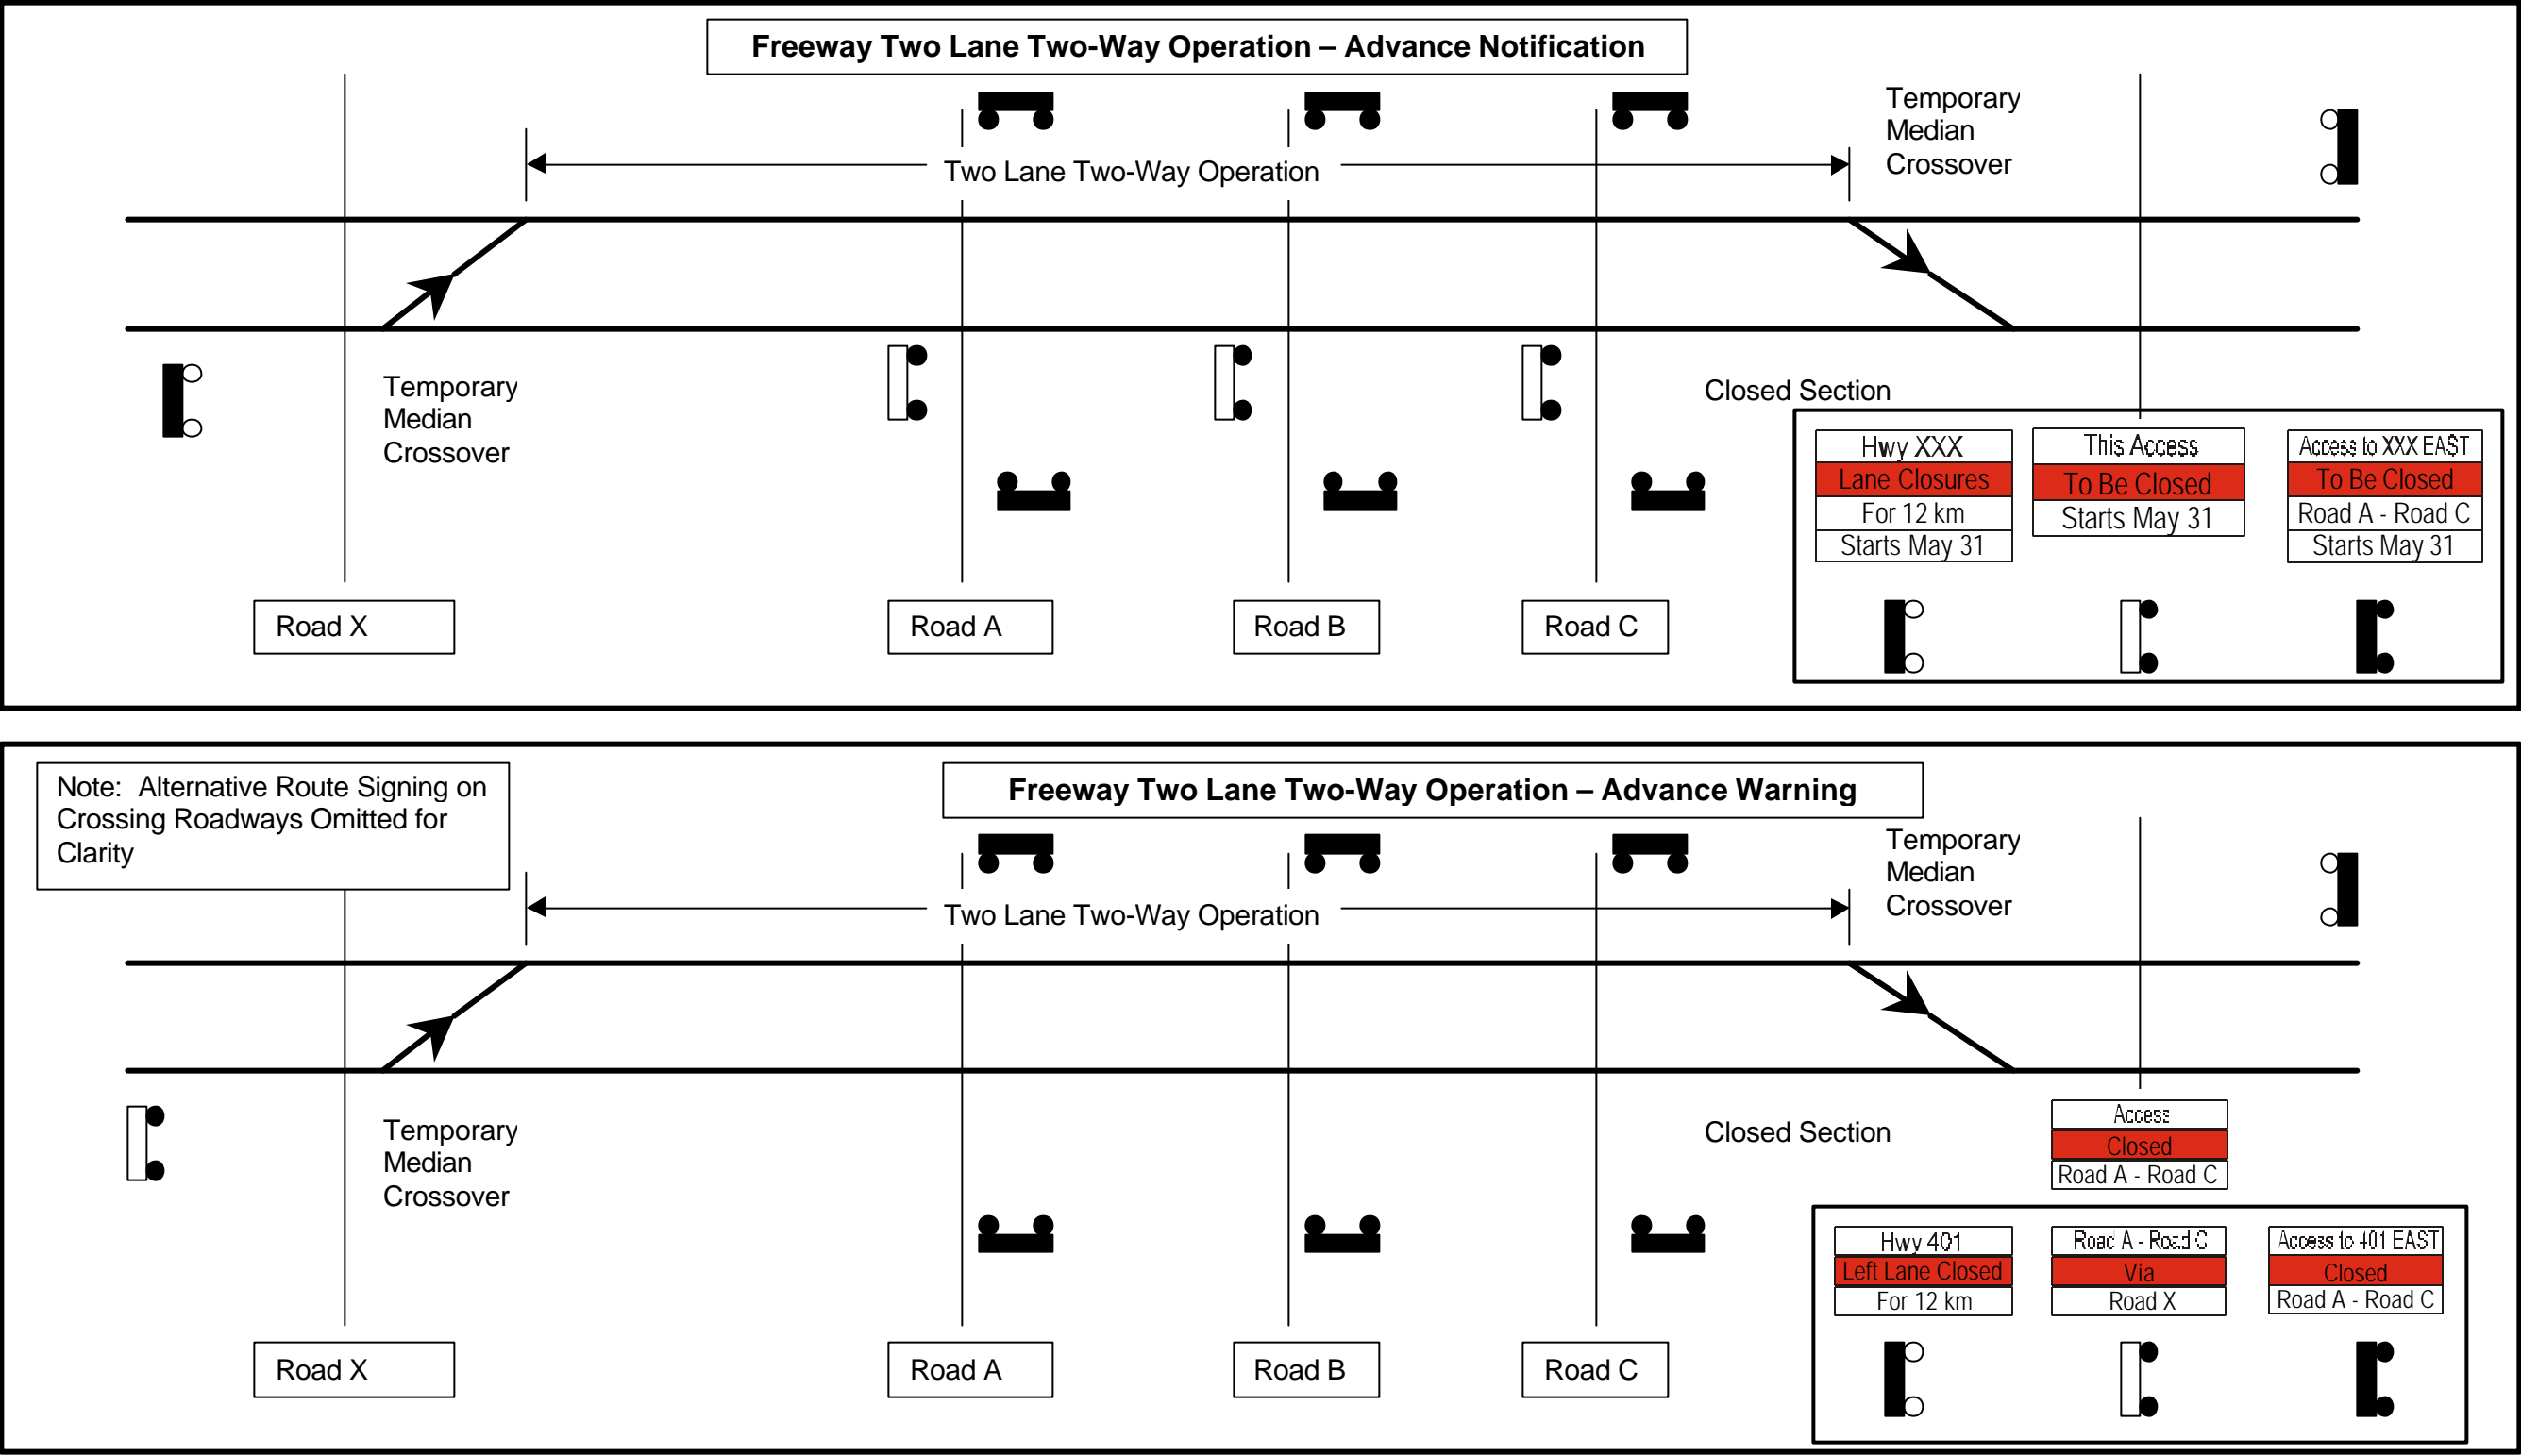 Freeway Two Lane Two-Way Operation – Advance Notification
Temporary
Median
Crossover
Two Lane Two-Way Operation
Temporary
Median
Crossover
Closed Section
Hwy XXX
Lane Closures
For 12 km
Starts May 31
This Access
To Be Closed
Starts May 31
Access to XXX EAST
To Be Closed
Road A - Road C
Starts May 31
Road X
Road A
Road B
Road C
Note: Alternative Route Signing on
Crossing Roadways Omitted for
Clarity
Freeway Two Lane Two-Way Operation – Advance Warning
Temporary
Median
Crossover
Two Lane Two-Way Operation
Temporary
Median
Crossover
Closed Section
Access
Closed
Road A - Road C
Hwy 401
Left Lane Closed
For 12 km
Road A - Road C
Via
Road X
Access to 401 EAST
Closed
Road A - Road C
Road X
Road A
Road B
Road C